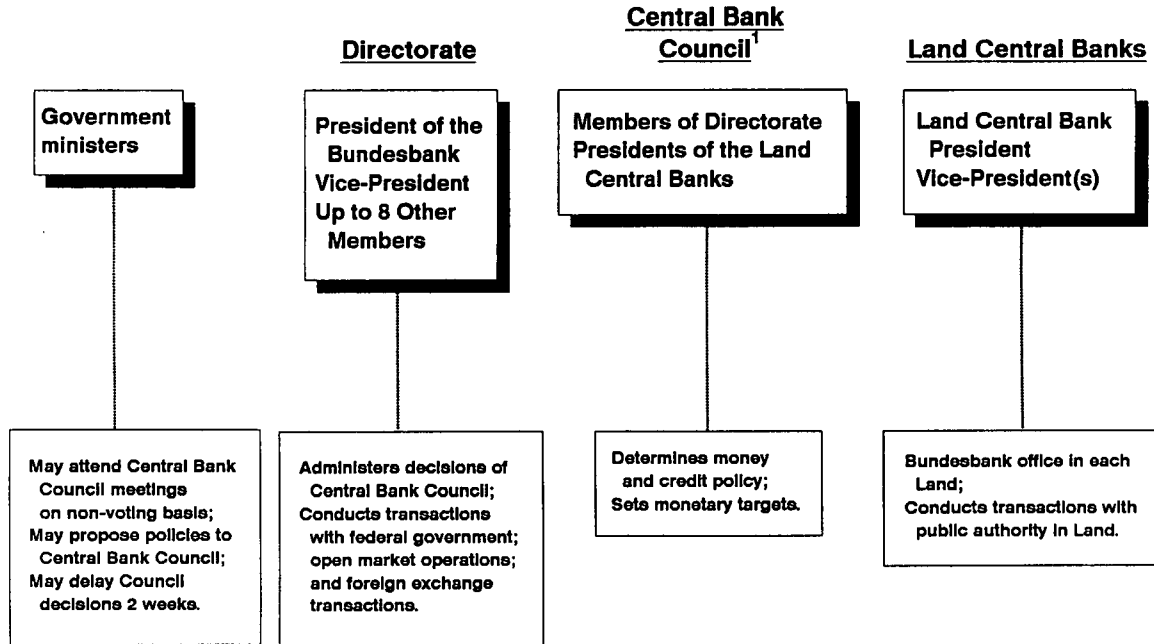 Directorate
Central Bank
Council1
Land Central Banks
Government
ministers
President of the
Bundesbank
Vice-President
Up to 8 Other
Members
Members of Directorate
Presidents of the Land
Central Banks
Land Central Bank
President
Vice-President(s)
May attend Central Bank
Council meetings
on non-voting basis;
May propose policies to
Central Bank Council;
May delay Council
decisions 2 weeks.
Administers decisions of
Central Bank Council;
Conducts transactions
with federal government;
open market operations;
and foreign exchange
transactions.
Determines money
and credit policy;
Sets monetary targets.
Bundesbank office in each
Land;
Conducts transactions with
public authority in Land.